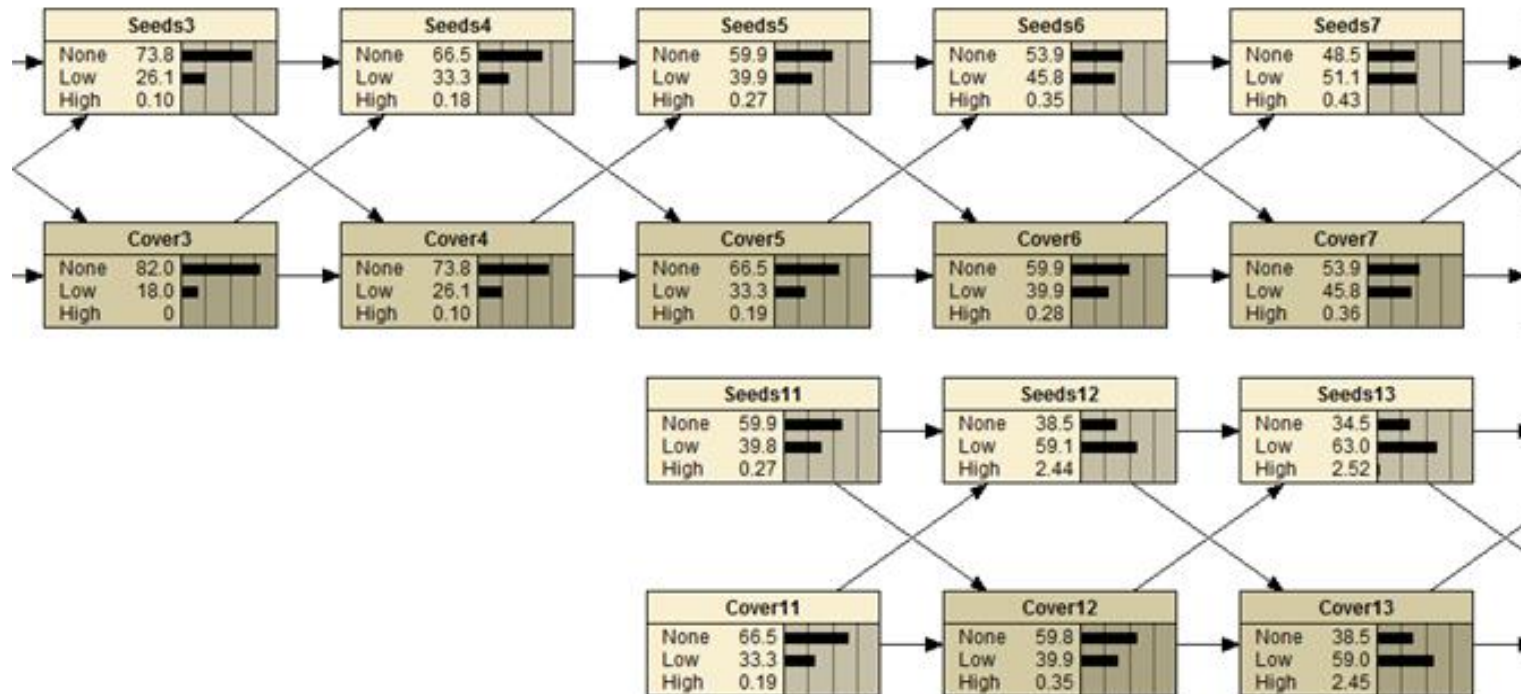 Seeds3
None 73.8
Low 26.1
High 0.10
Seeds4
None 66.5
Low 33.3
High 0.18
Seeds5
None 59.9
Low 39.9
High 0.27
Seeds6
None 53.9
Low 45.8
High 0.35
Seeds7
None 48.5
Low 51.1
High 0.43
Cover3
None 82.0
Low 18.0
High 0
Cover4
None 73.8
Low 26.1
High 0.10
Cover5
None 66.5
Low 33.3
High 0.19
Cover6
None 59.9
Low 39.9
High 0.28
Cover7
None 53.9
Low 45.8
High 0.36
Seeds11
None 59.9
Low 39.8
High 0.27
Seeds12
None 38.5
Low 59.1
High 2.44
Seeds13
None 34.5
Low 63.0
High 2.52
Cover11
None 66.5
Low 33.3
High 0.19
Cover12
None 59.8
Low 39.9
High 0.35
Cover13
None 38.5
Low 59.0
High 2.45